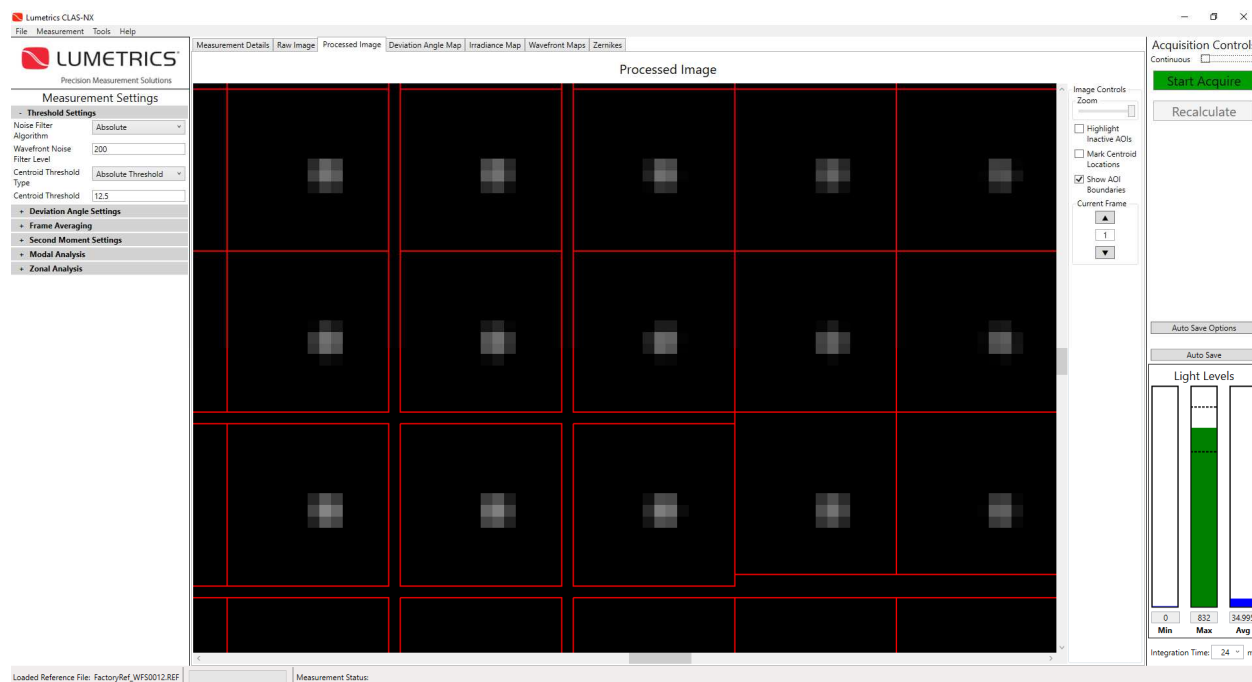 Lumetrics CLAS-NX
File Measurement Tools Help
LUMETRICS
Precision Measurement Solutions
Measurement Settings
- Threshold Settings
Noise Filter Algorithm Absolute
Wavefront Noise Filter Level 200
Centroid Threshold Type Absolute Threshold
Centroid Threshold 12.5
+ Deviation Angle Settings
+ Frame Averaging
+ Second Moment Settings
+ Modal Analysis
+ Zonal Analysis
Measurement Details Raw Image Processed Image Deviation Angle Map Irradiance Map Wavefront Maps Zernikes
Processed Image
Image Controls
Zoom
Highlight
Inactive AOIs
Mark Centroid
Locations
Show AOI
Boundaries
Current Frame
1
Acquisition Controls
Continuous
Start Acquire
Recalculate
Auto Save Options
Auto Save
Light Levels
0 832 34.995
Min Max Avg
Integration Time: 24 m
Loaded Reference File: FactoryRef_WFS0012.REF
Measurement Status: